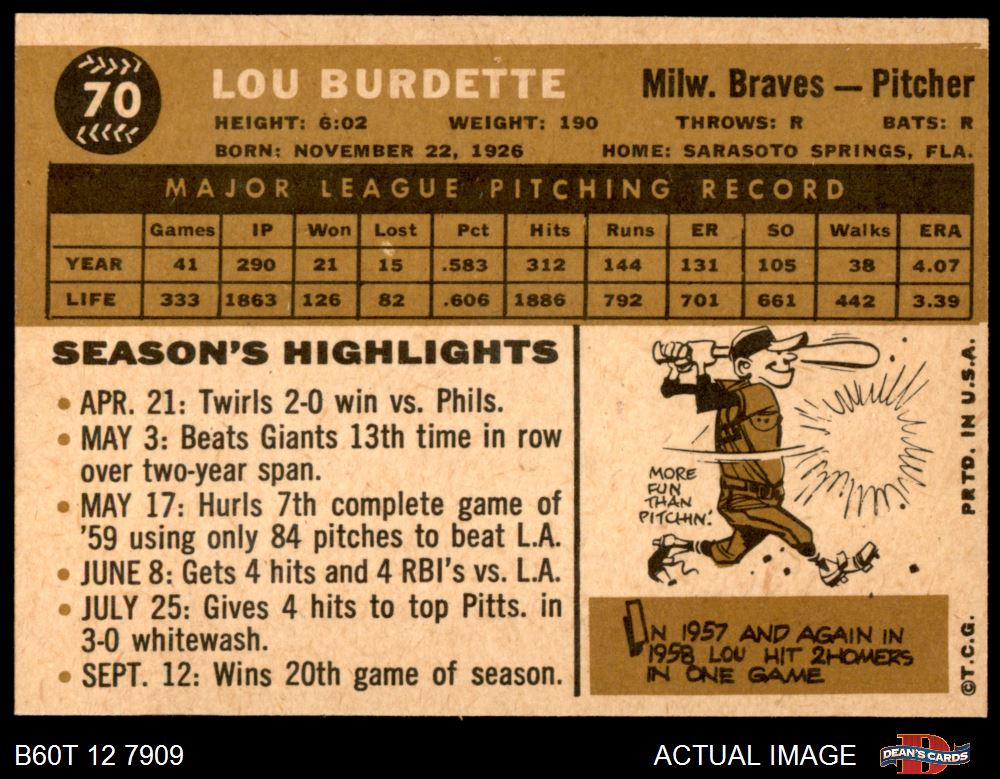 70
LOU BURDETTE
Milw. Braves — Pitcher
HEIGHT: 6:02 WEIGHT: 190 THROWS: R BATS: R
BORN: NOVEMBER 22, 1926 HOME: SARASOTO SPRINGS, FLA.
MAJOR LEAGUE PITCHING RECORD
Games IP Won Lost Pct Hits Runs ER SO Walks ERA
YEAR 41 290 21 15 .583 312 144 131 105 38 4.07
LIFE 333 1863 126 82 .606 1886 792 701 661 442 3.39
SEASON'S HIGHLIGHTS
• APR. 21: Twirls 2-0 win vs. Phils.
• MAY 3: Beats Giants 13th time in row
over two-year span.
• MAY 17: Hurls 7th complete game of
'59 using only 84 pitches to beat L.A.
• JUNE 8: Gets 4 hits and 4 RBI's vs. L.A.
• JULY 25: Gives 4 hits to top Pitts. in
3-0 whitewash.
• SEPT. 12: Wins 20th game of season.
MORE
FUN
THAN
PITCHIN'.
IN 1957 AND AGAIN IN
1958 LOU HIT 2 HOMERS
IN ONE GAME
PRTD. IN U.S.A.
©T.C.G.
B60T 12 7909
ACTUAL IMAGE
DEAN'S CARDS